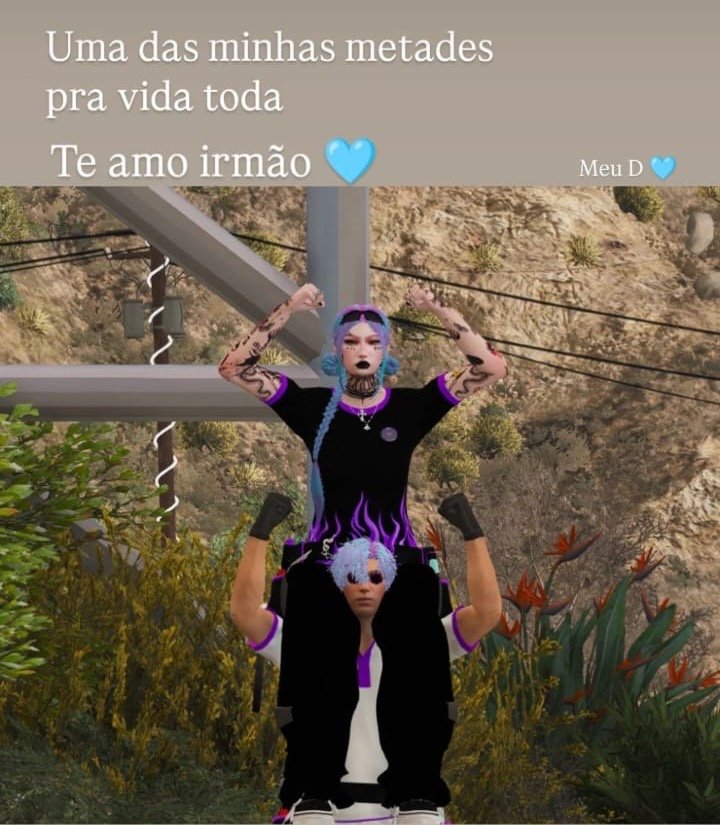 Uma das minhas metades
pra vida toda
Te amo irmão 🩵
Meu D 🩵